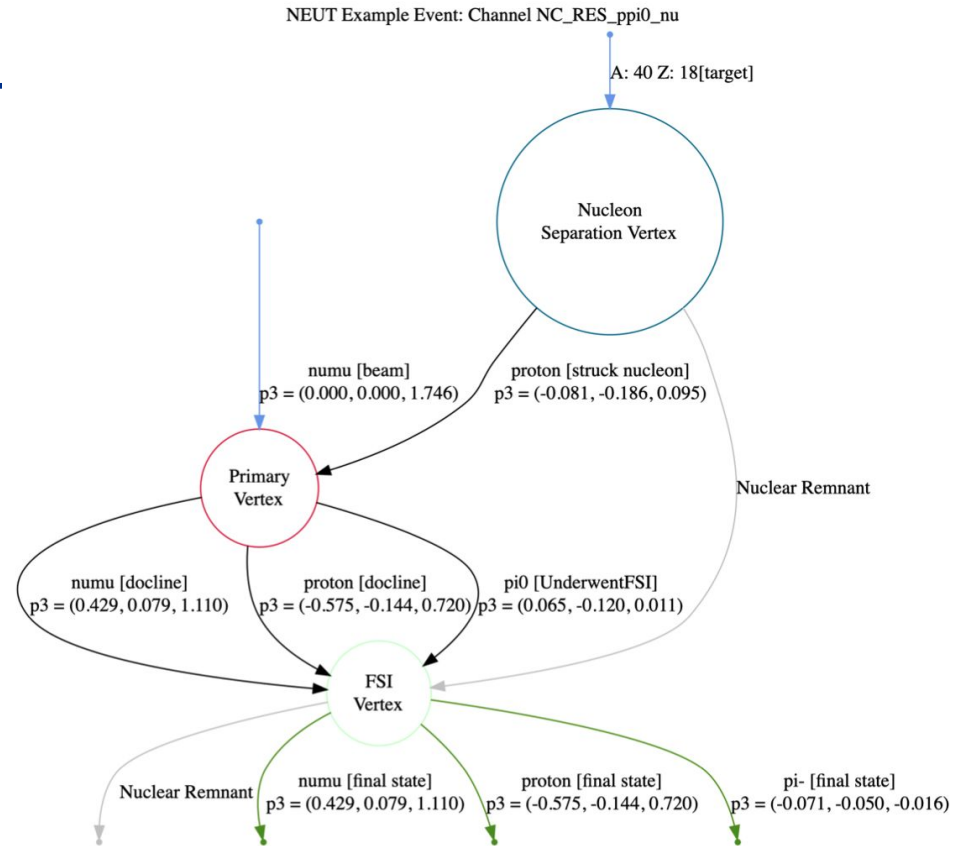 NEUT Example Event: Channel NC_RES_ppi0_nu
A: 40 Z: 18[target]
Nucleon
Separation Vertex
numu [beam]
p3 = (0.000, 0.000, 1.746)
proton [struck nucleon]
p3 = (-0.081, -0.186, 0.095)
Primary
Vertex
Nuclear Remnant
numu [docline]
p3 = (0.429, 0.079, 1.110)
proton [docline]
p3 = (-0.575, -0.144, 0.720)
pi0 [UnderwentFSI]
p3 = (0.065, -0.120, 0.011)
FSI
Vertex
Nuclear Remnant
numu [final state]
p3 = (0.429, 0.079, 1.110)
proton [final state]
p3 = (-0.575, -0.144, 0.720)
pi- [final state]
p3 = (-0.071, -0.050, -0.016)